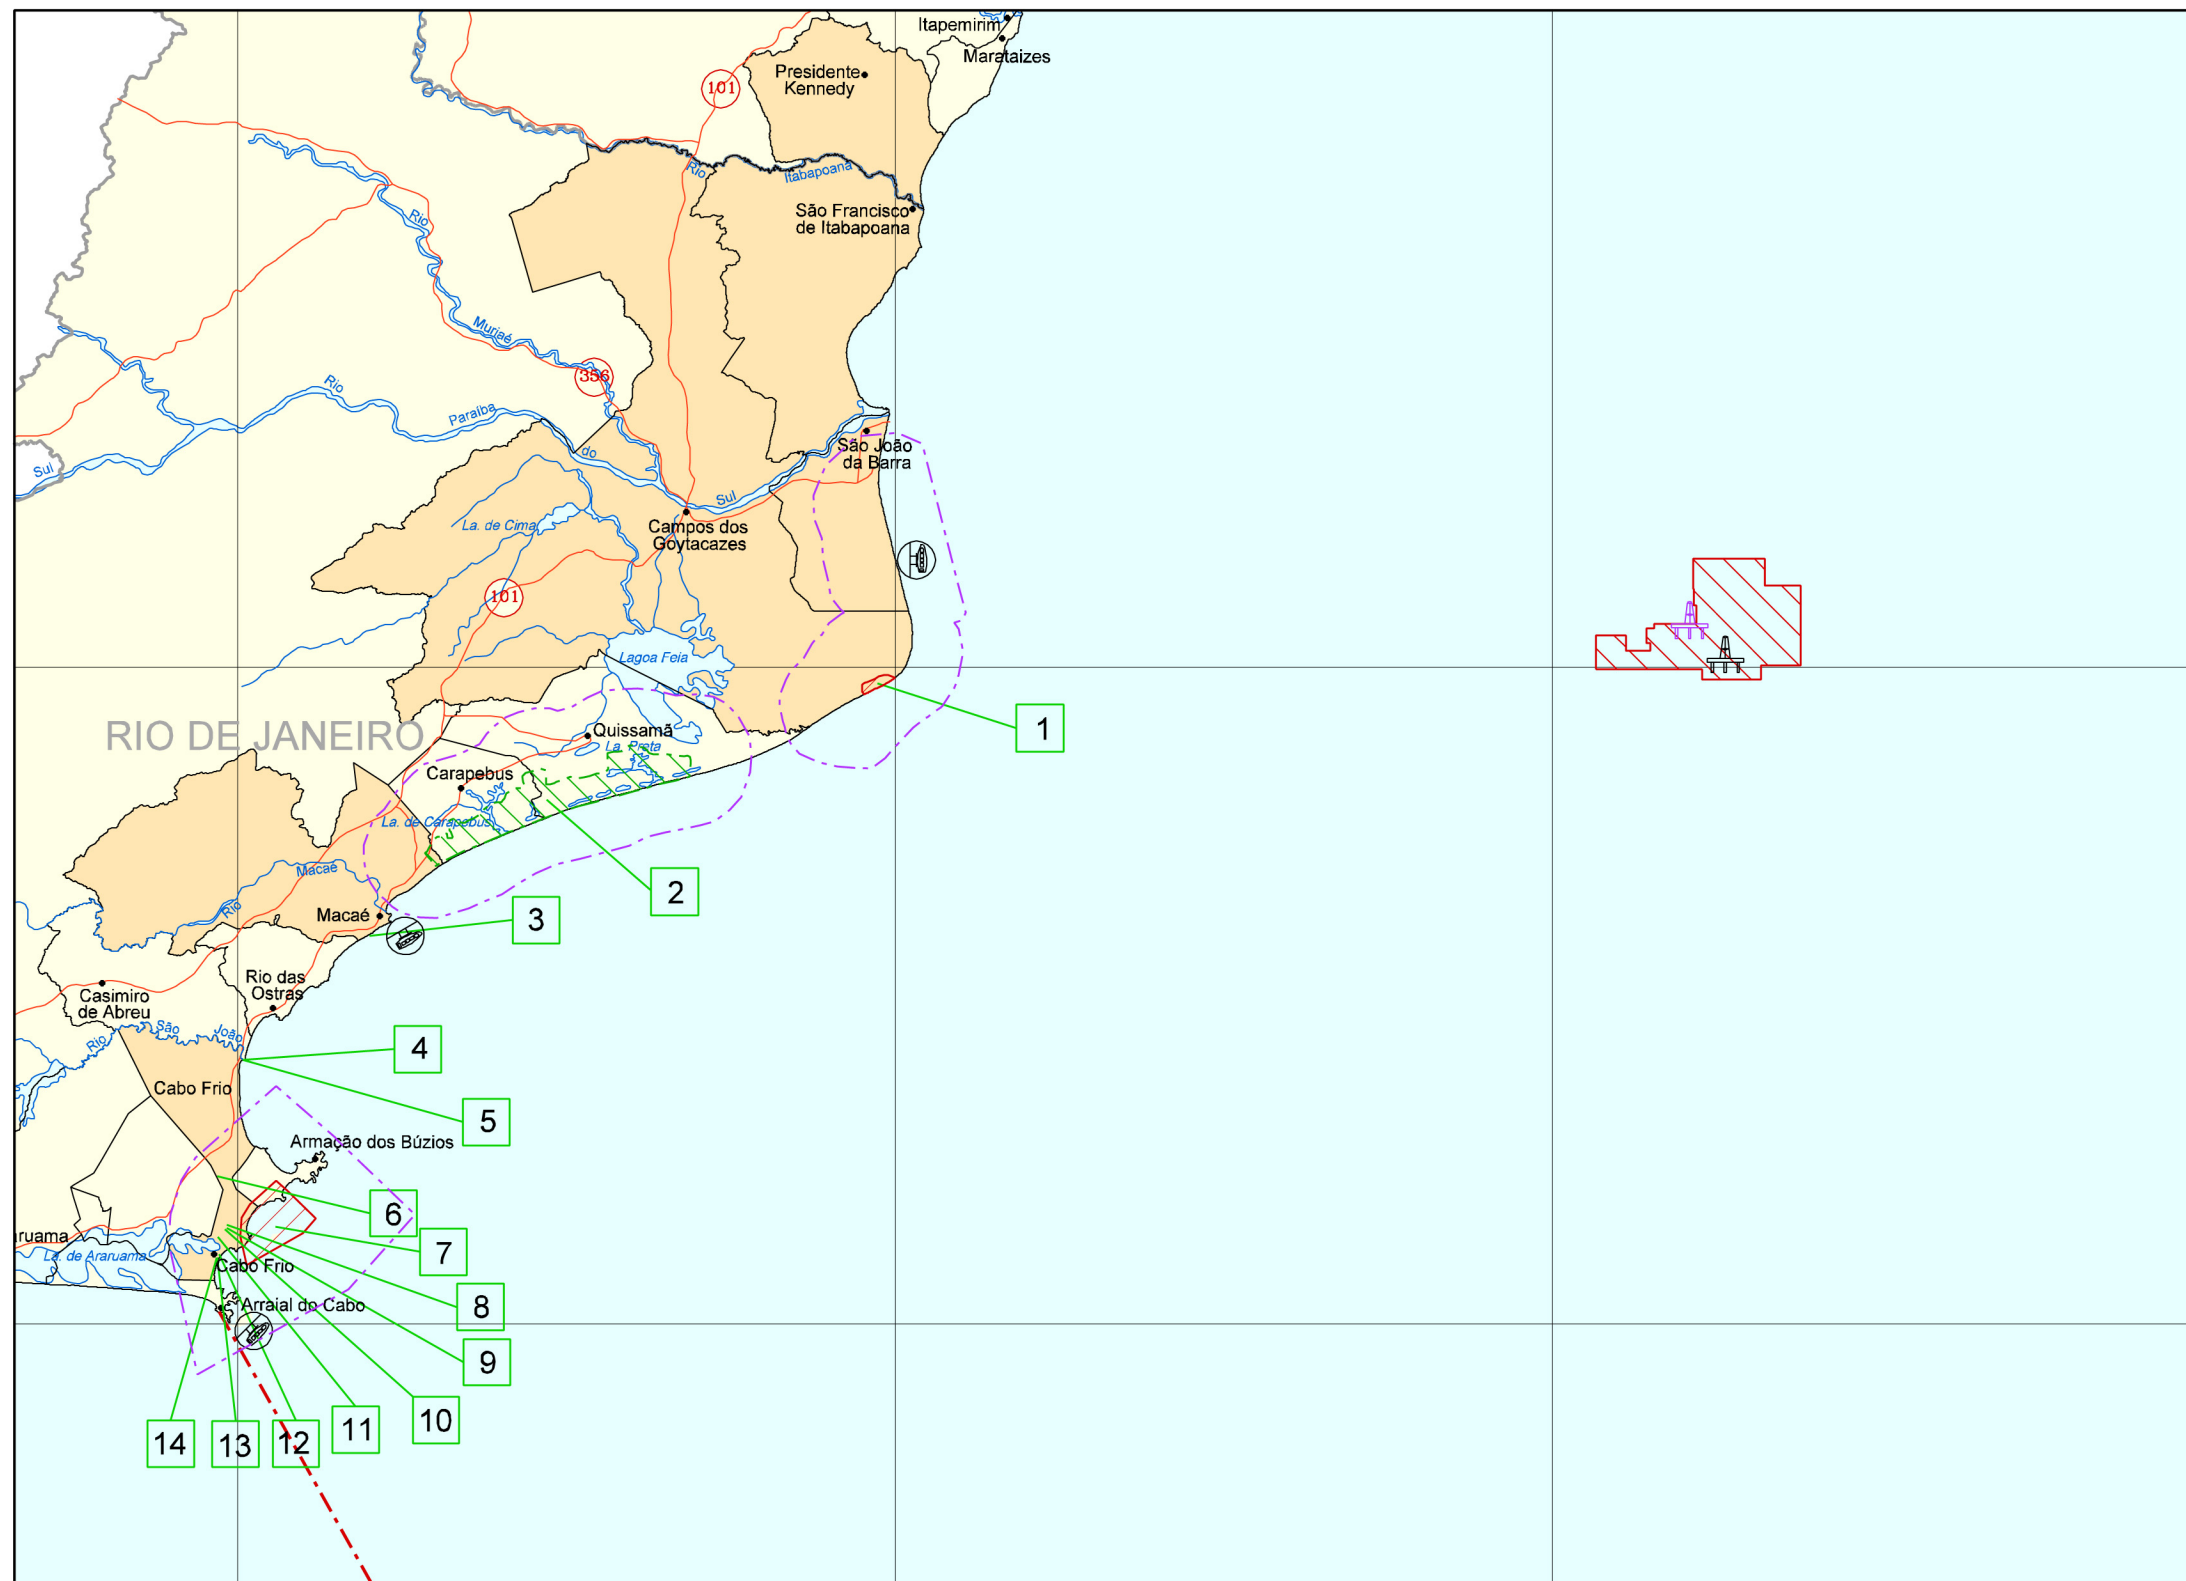 Itapemirim
Marataizes
Presidente
Kennedy
101
Rio
Itabapoana
São Francisco
de Itabapoana
Rio
Muriaé
356
Rio
Paraíba
do
Sul
Sul
São João
da Barra
La. de Cima
Campos dos
Goytacazes
101
Lagoa Feia
1
RIO DE JANEIRO
Quissamã
La. Preta
Carapebus
La. de Carapebus
2
Macaé
Rio
Macaé
3
Rio das
Ostras
Casimiro
de Abreu
São
João
Rio
4
Cabo Frio
5
Armação dos Búzios
6
7
aruama
La. de Araruama
Cabo Frio
Arraial do Cabo
8
9
10
11
12
13
14